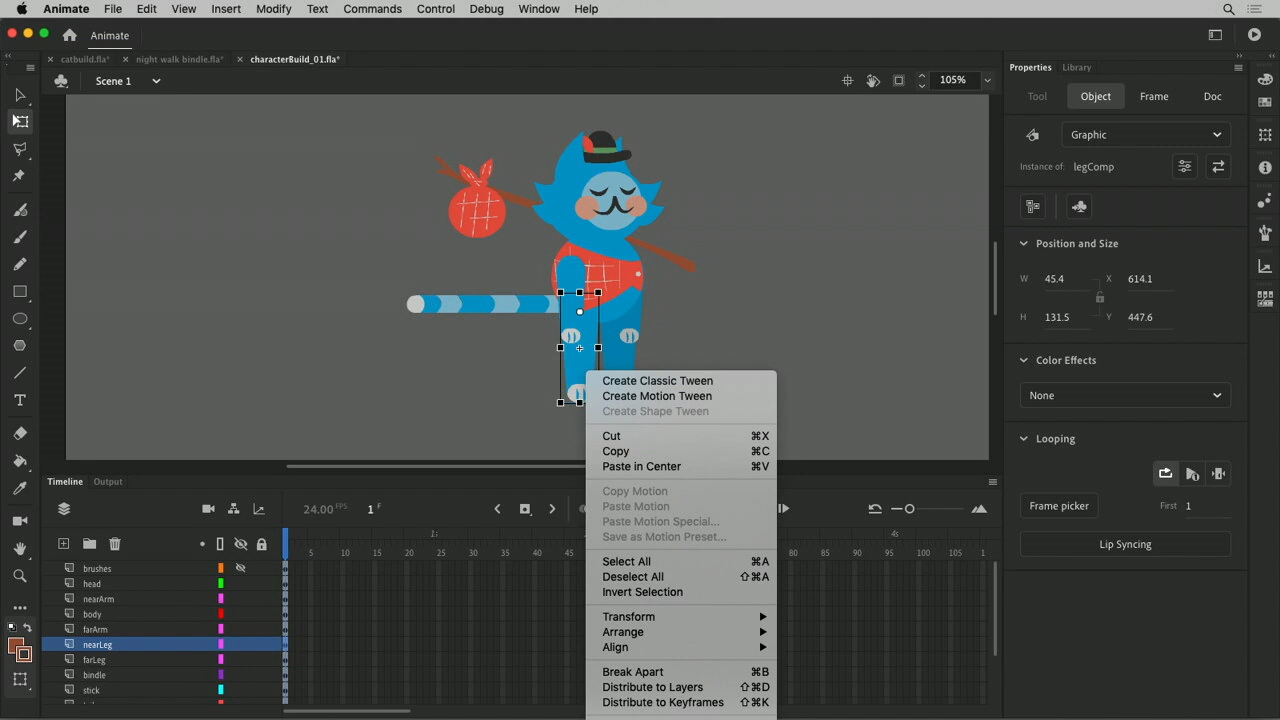 Animate File Edit View Insert Modify Text Commands Control Debug Window Help
Animate
catbuild.fla* night walk bindle.fla* characterBuild_01.fla*
Scene 1 105%
Properties Library
Tool Object Frame Doc
Graphic
Instance of: legComp
Position and Size
W 45.4 X 614.1
H 131.5 Y 447.6
Color Effects
None
Looping
Frame picker First 1
Lip Syncing
Create Classic Tween
Create Motion Tween
Create Shape Tween
Cut ⌘X
Copy ⌘C
Paste in Center ⌘V
Copy Motion
Paste Motion
Paste Motion Special...
Save as Motion Preset...
Select All ⌘A
Deselect All ⇧⌘A
Invert Selection
Transform
Arrange
Align
Break Apart ⌘B
Distribute to Layers ⇧⌘D
Distribute to Keyframes ⇧⌘K
Timeline Output
24.00 FPS 1 F
1s 4s
5 10 15 20 25 30 35 40 45 80 85 90 95 100 105 1
brushes
head
nearArm
body
farArm
nearLeg
farLeg
bindle
stick